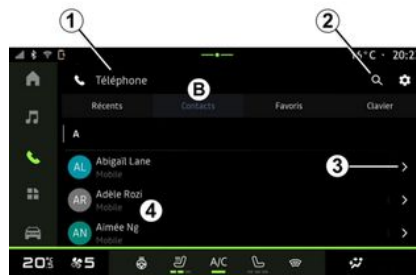 1
2
16°C · 20:2
Téléphone
B
Récents Contacts Favoris Clavier
A
AL Abigail Lane
Mobile
3
AR Adèle Rozi
Mobile
4
AN Aimée Ng
Mobile
20°5 5 A/C